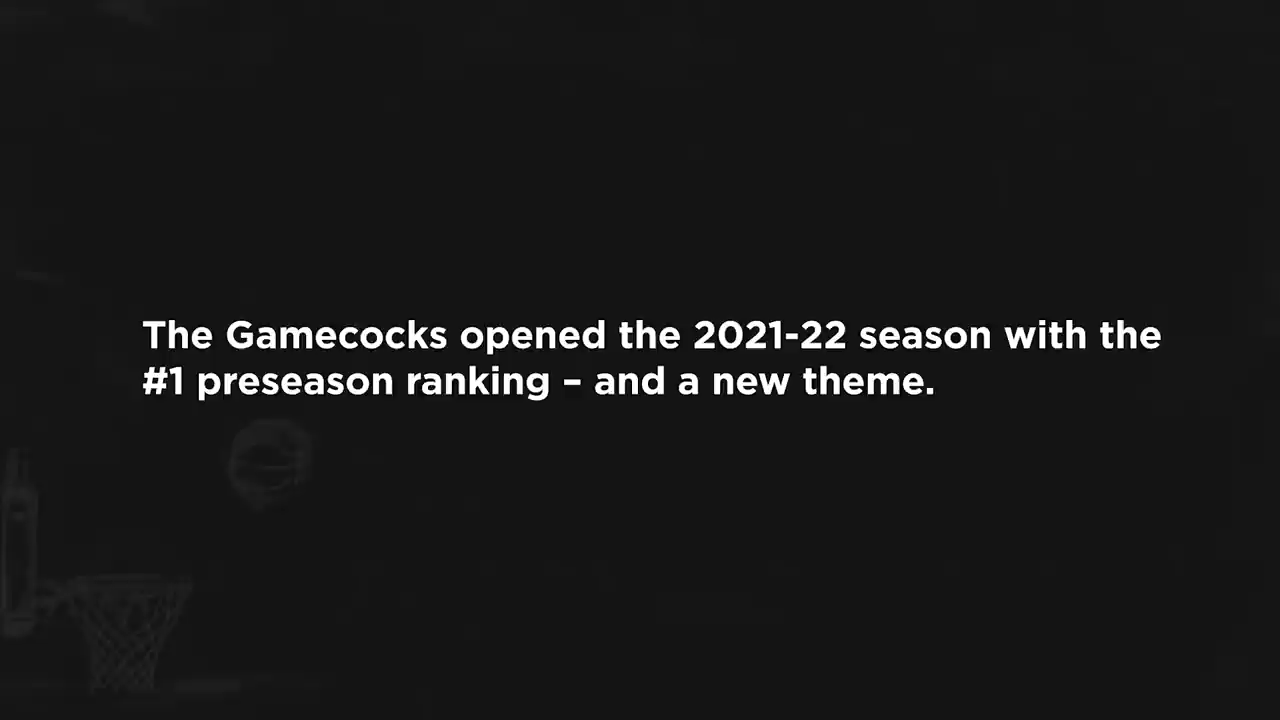 The Gamecocks opened the 2021-22 season with the
#1 preseason ranking – and a new theme.